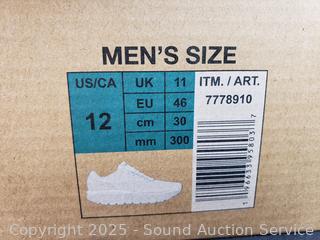 MEN'S SIZE
US/CA UK 11 ITM. / ART.
EU 46 7778910
12 cm 30
mm 300
Copyright 2025 - Sound Auction Service